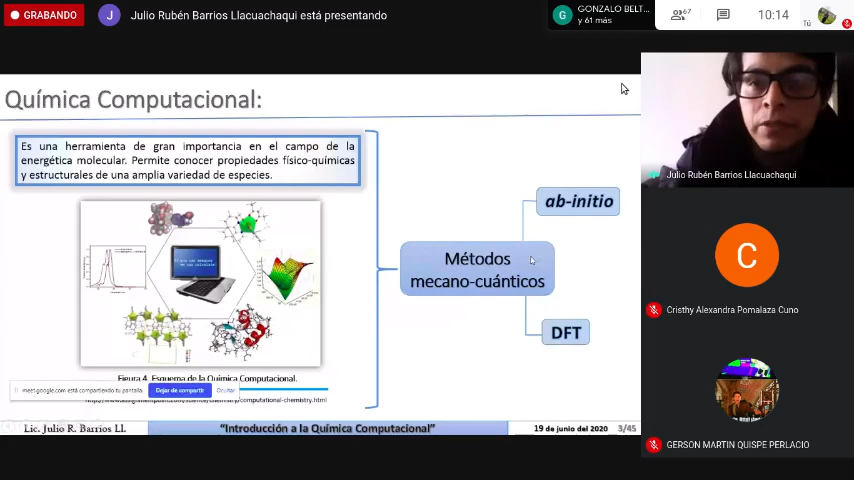 GRABANDO
J Julio Rubén Barrios Llacuachaqui está presentando
G GONZALO BELT...
y 61 más
67
10:14
Tú
Química Computacional:
Es una herramienta de gran importancia en el campo de la
energética molecular. Permite conocer propiedades físico-químicas
y estructurales de una amplia variedad de especies.
ab-initio
Métodos
mecano-cuánticos
DFT
Figura 4. Esquema de la Química Computacional.
meet.google.com está compartiendo tu pantalla.
Dejar de compartir
Ocultar
Lic. Julio R. Barrios Ll.
“Introducción a la Química Computacional”
19 de junio del 2020
3/45
Julio Rubén Barrios Llacuachaqui
C
Cristhy Alexandra Pomalaza Cuno
GERSON MARTIN QUISPE PERLACIO